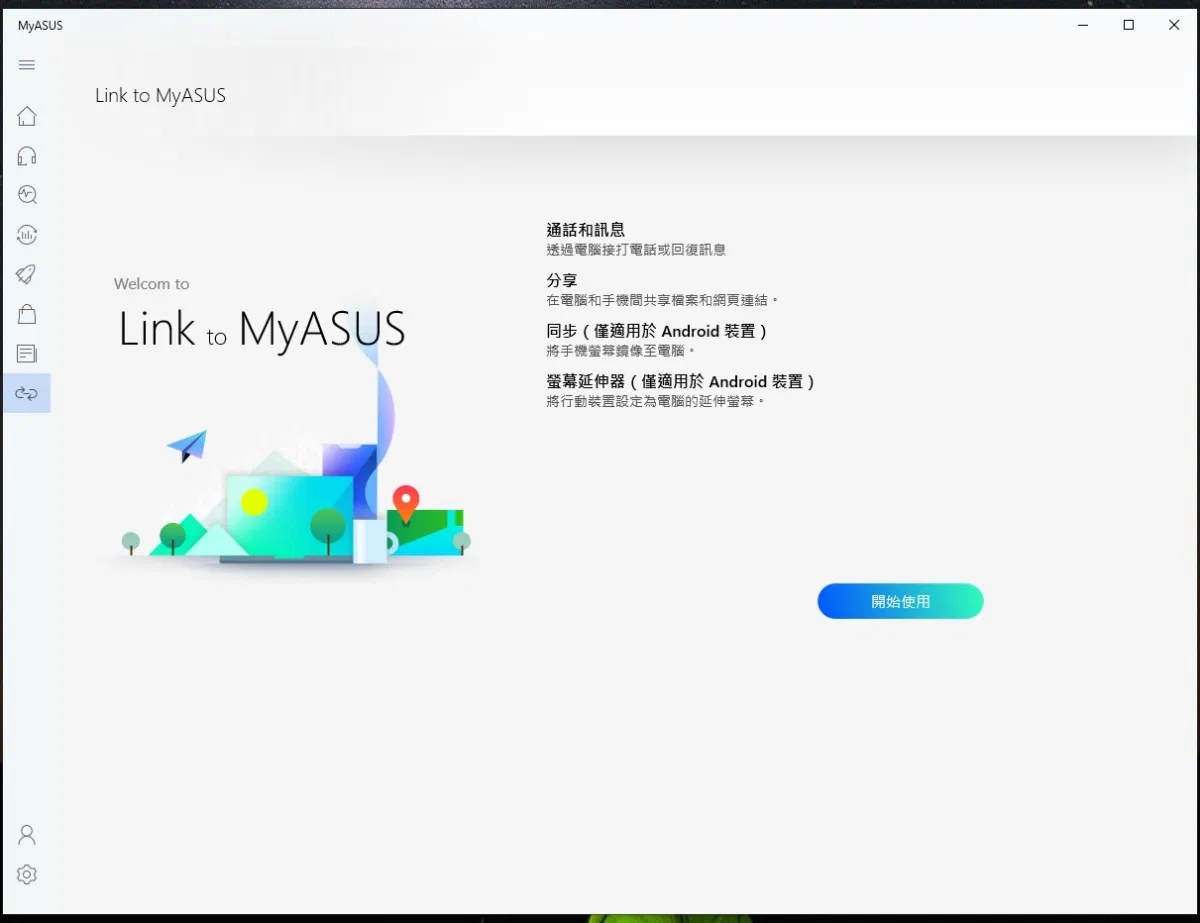 MyASUS
Link to MyASUS
Welcom to
Link to MyASUS
通話和訊息
透過電腦接打電話或回復訊息
分享
在電腦和手機間共享檔案和網頁連結。
同步（僅適用於 Android 裝置）
將手機螢幕鏡像至電腦。
螢幕延伸器（僅適用於 Android 裝置）
將行動裝置設定為電腦的延伸螢幕。
開始使用